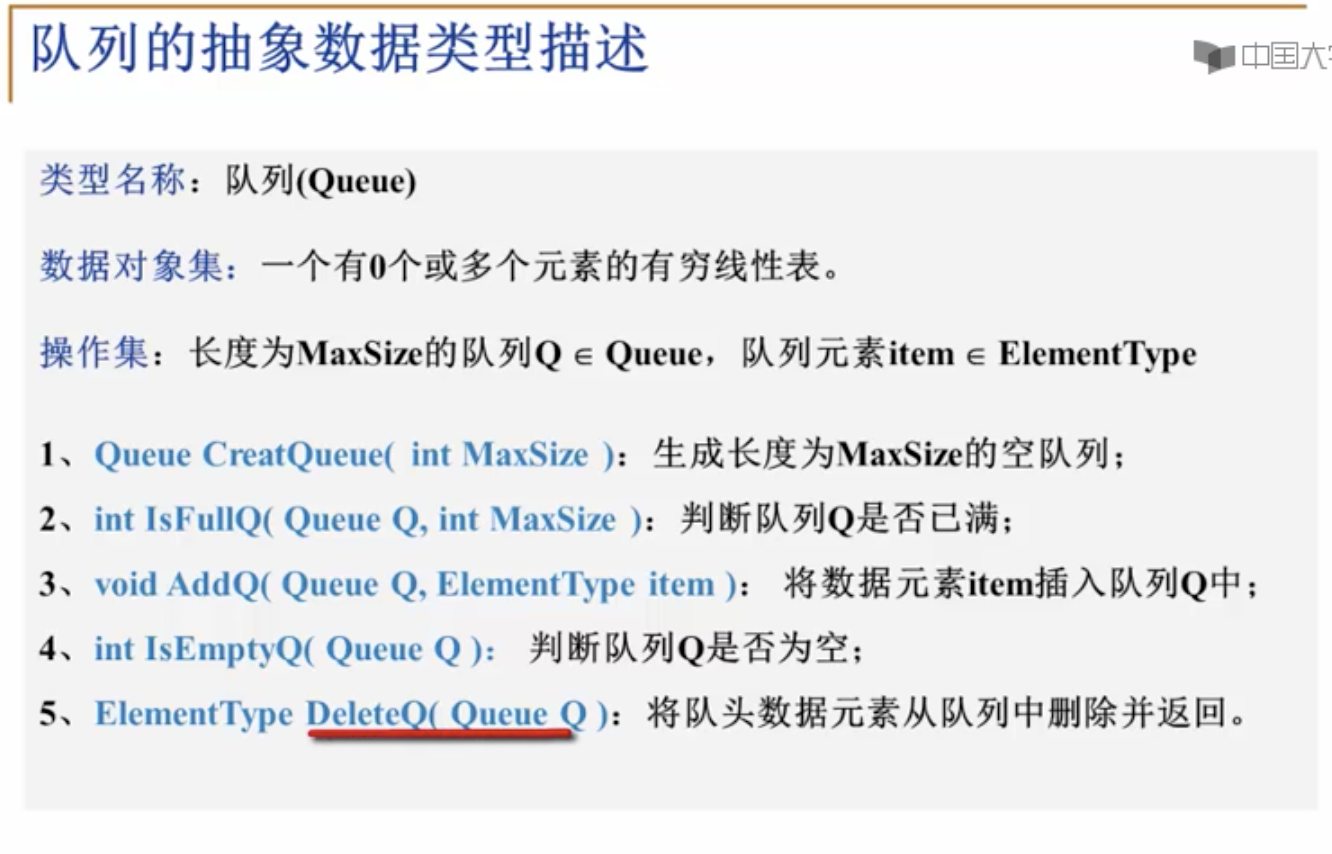 队列的抽象数据类型描述
中国大
类型名称：队列(Queue)
数据对象集：一个有0个或多个元素的有穷线性表。
操作集：长度为MaxSize的队列Q ∈ Queue，队列元素item ∈ ElementType
1、Queue CreatQueue( int MaxSize )：生成长度为MaxSize的空队列；
2、int IsFullQ( Queue Q, int MaxSize )：判断队列Q是否已满；
3、void AddQ( Queue Q, ElementType item )： 将数据元素item插入队列Q中；
4、int IsEmptyQ( Queue Q )： 判断队列Q是否为空；
5、ElementType DeleteQ( Queue Q )：将队头数据元素从队列中删除并返回。